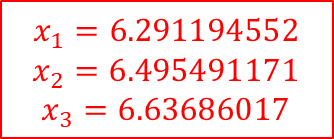 x₁ = 6.291194552
x₂ = 6.495491171
x₃ = 6.63686017